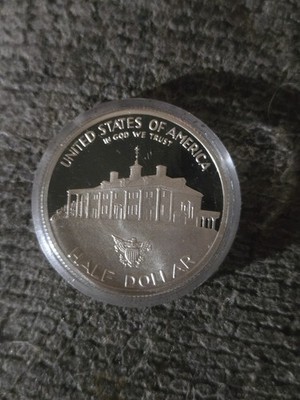 UNITED STATES OF AMERICA
IN GOD WE TRUST
HALF DOLLAR